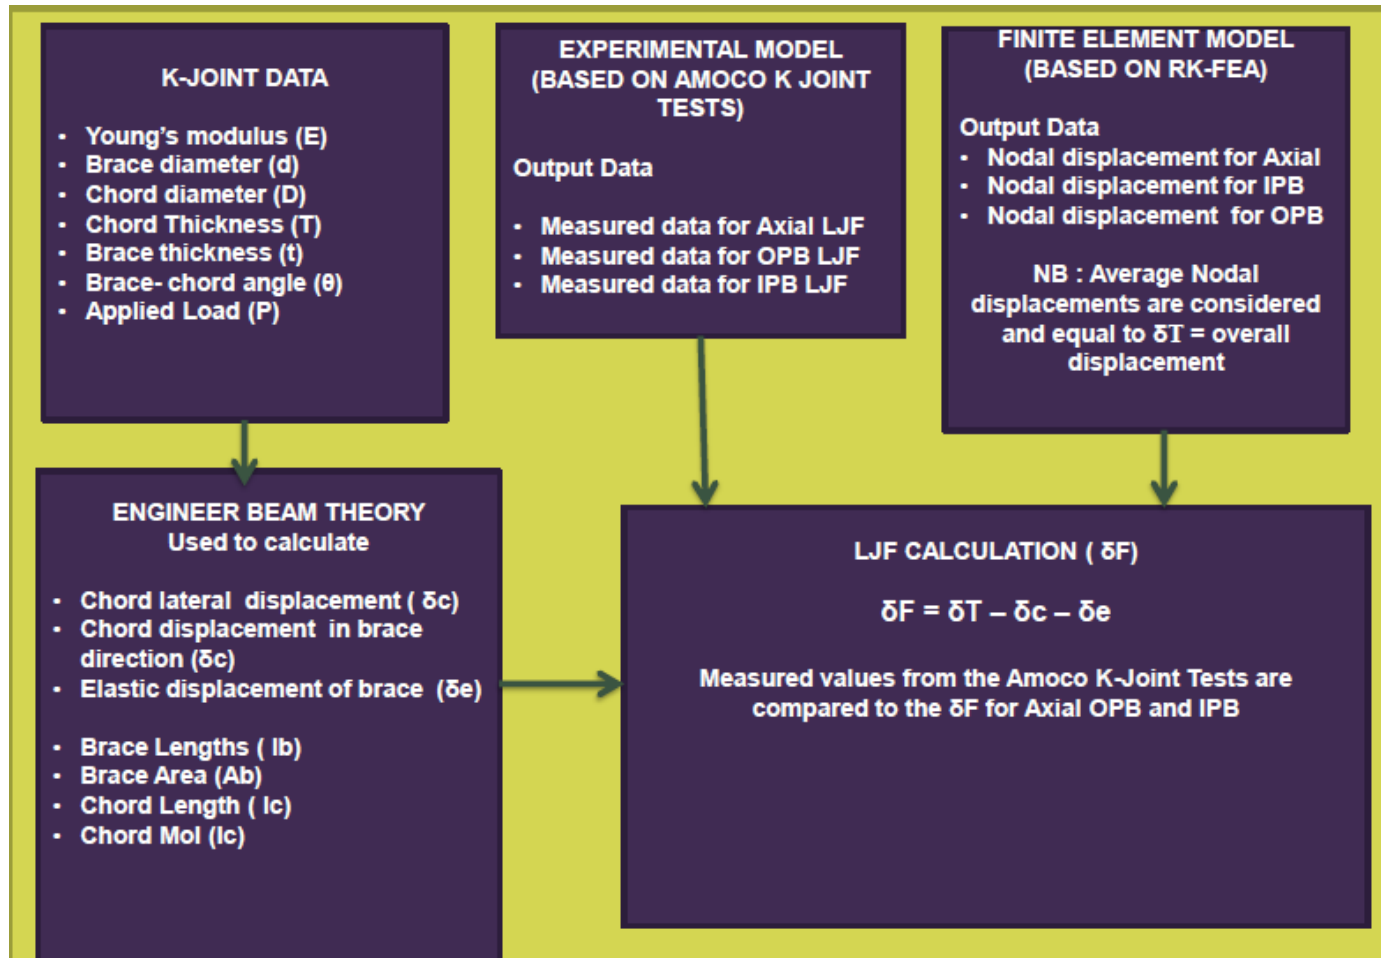 K-JOINT DATA
• Young's modulus (E)
• Brace diameter (d)
• Chord diameter (D)
• Chord Thickness (T)
• Brace thickness (t)
• Brace- chord angle (θ)
• Applied Load (P)
EXPERIMENTAL MODEL
(BASED ON AMOCO K JOINT
TESTS)
Output Data
• Measured data for Axial LJF
• Measured data for OPB LJF
• Measured data for IPB LJF
FINITE ELEMENT MODEL
(BASED ON RK-FEA)
Output Data
• Nodal displacement for Axial
• Nodal displacement for IPB
• Nodal displacement for OPB
NB : Average Nodal
displacements are considered
and equal to δT = overall
displacement
ENGINEER BEAM THEORY
Used to calculate
• Chord lateral displacement ( δc)
• Chord displacement in brace
direction (δc)
• Elastic displacement of brace (δe)
• Brace Lengths ( lb)
• Brace Area (Ab)
• Chord Length ( lc)
• Chord MoI (Ic)
LJF CALCULATION ( δF)
δF = δT – δc – δe
Measured values from the Amoco K-Joint Tests are
compared to the δF for Axial OPB and IPB